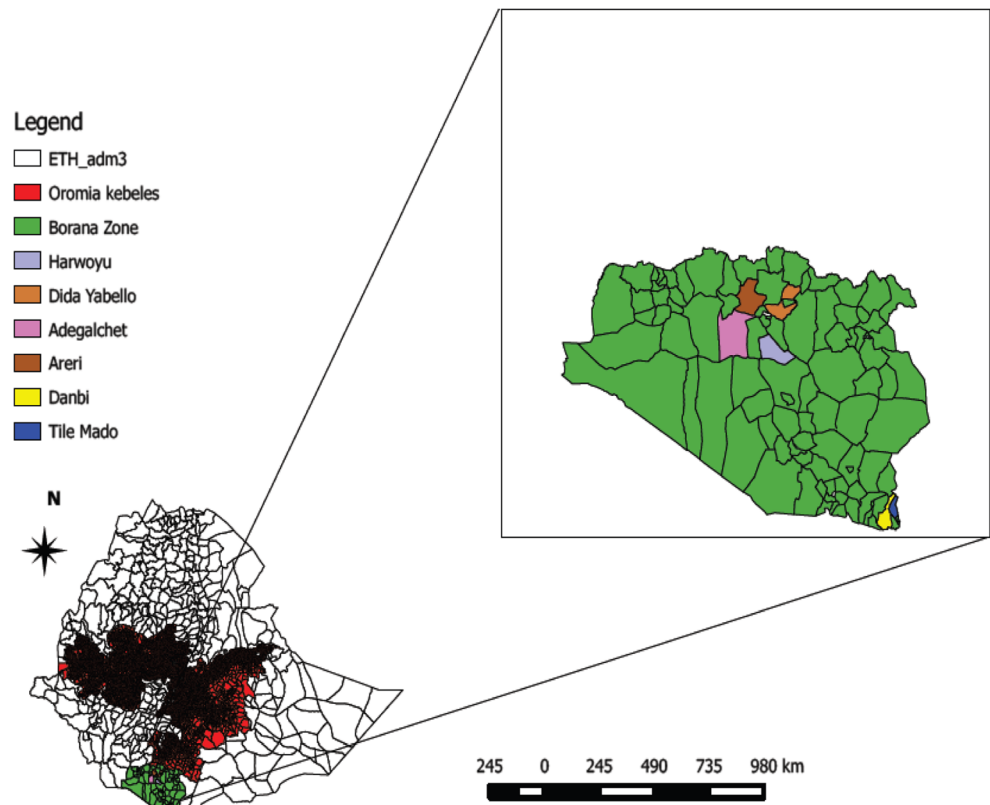 Legend
ETH_adm3
Oromia kebeles
Borana Zone
Harwoyu
Dida Yabello
Adegalchet
Areri
Danbi
Tile Mado
N
245 0 245 490 735 980 km